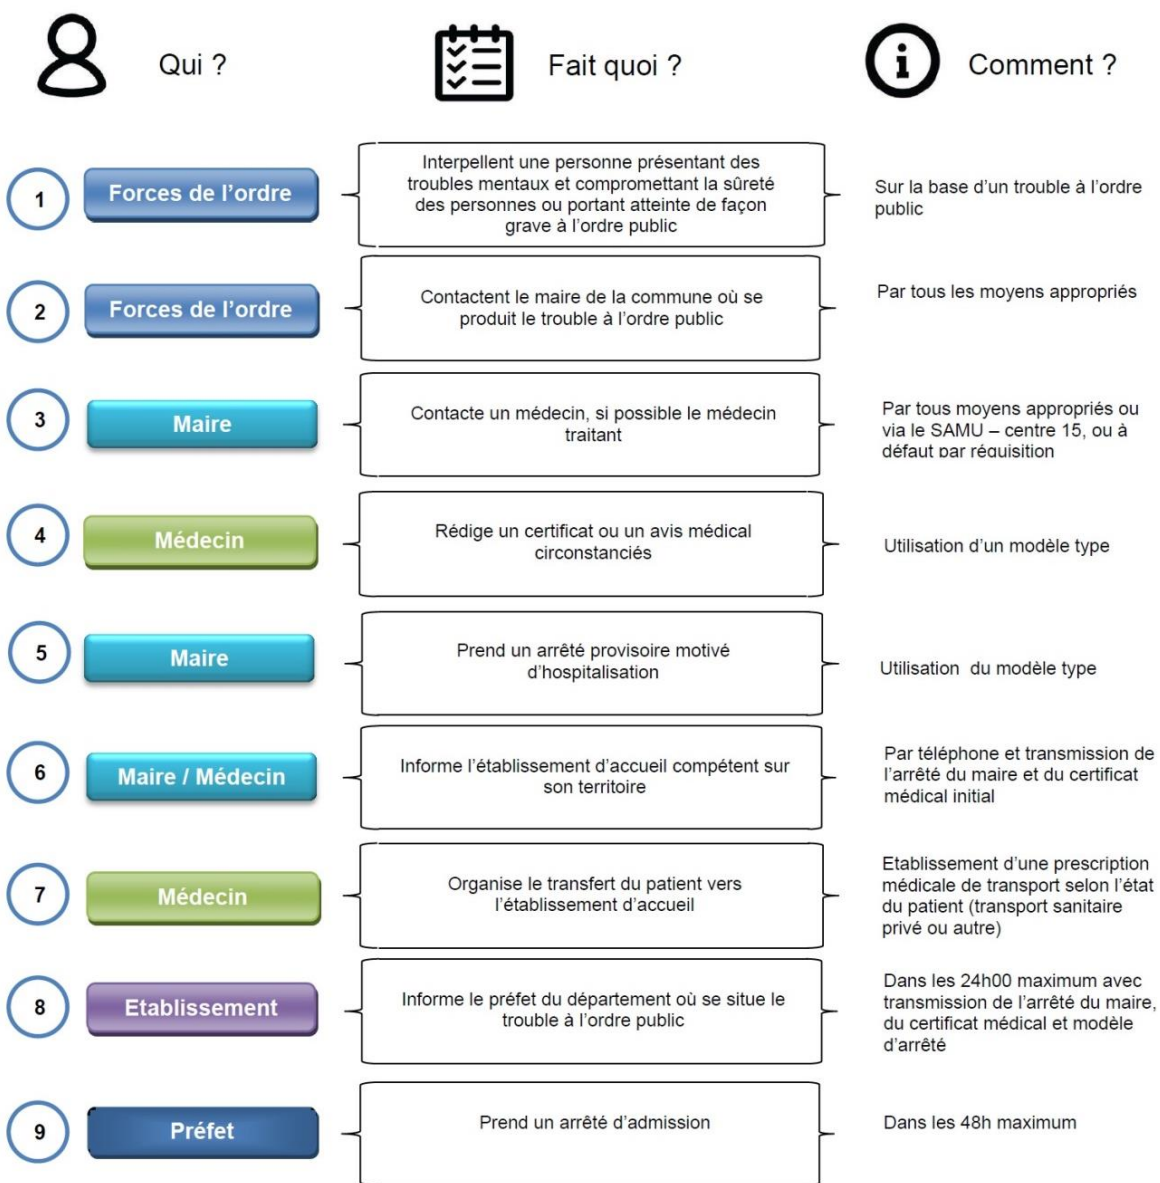 Qui ?
Fait quoi ?
Comment ?
1
Forces de l'ordre
Interpellent une personne présentant des
troubles mentaux et compromettant la sûreté
des personnes ou portant atteinte de façon
grave à l'ordre public
Sur la base d'un trouble à l'ordre
public
2
Forces de l'ordre
Contactent le maire de la commune où se
produit le trouble à l'ordre public
Par tous les moyens appropriés
3
Maire
Contacte un médecin, si possible le médecin
traitant
Par tous moyens appropriés ou
via le SAMU – centre 15, ou à
défaut par réquisition
4
Médecin
Rédige un certificat ou un avis médical
circonstanciés
Utilisation d'un modèle type
5
Maire
Prend un arrêté provisoire motivé
d'hospitalisation
Utilisation du modèle type
6
Maire / Médecin
Informe l'établissement d'accueil compétent sur
son territoire
Par téléphone et transmission de
l'arrêté du maire et du certificat
médical initial
7
Médecin
Organise le transfert du patient vers
l'établissement d'accueil
Etablissement d'une prescription
médicale de transport selon l'état
du patient (transport sanitaire
privé ou autre)
8
Etablissement
Informe le préfet du département où se situe le
trouble à l'ordre public
Dans les 24h00 maximum avec
transmission de l'arrêté du maire,
du certificat médical et modèle
d'arrêté
9
Préfet
Prend un arrêté d'admission
Dans les 48h maximum